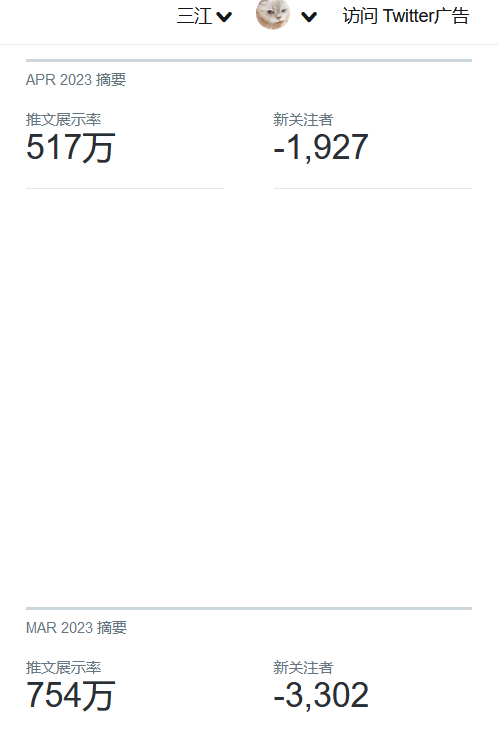 三江 访问 Twitter广告
APR 2023 摘要
推文展示率 新关注者
517万 -1,927
MAR 2023 摘要
推文展示率 新关注者
754万 -3,302